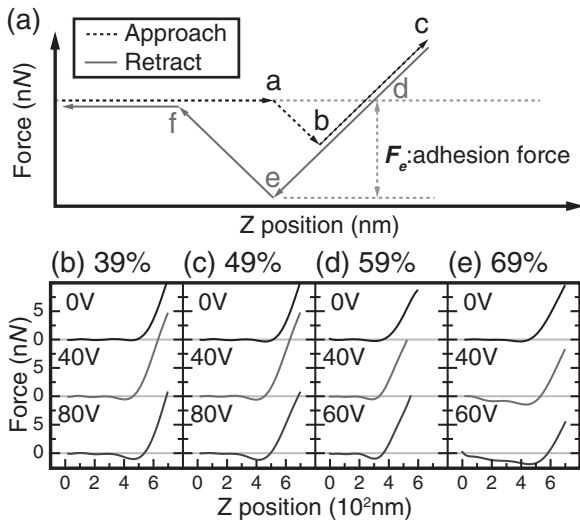 (a)
Approach
Retract
a
b
c
d
e
f
Force (nN)
F_e:adhesion force
Z position (nm)
(b) 39% (c) 49% (d) 59% (e) 69%
0V 0V 0V 0V
40V 40V 40V 40V
80V 80V 60V 60V
5
0
5
0
5
0
Force (nN)
0 2 4 6 0 2 4 6 0 2 4 6 0 2 4 6
Z position (10²nm)